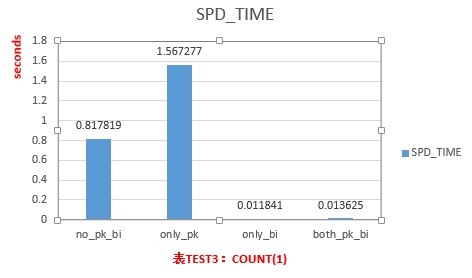 SPD_TIME
seconds
1.8
1.6
1.4
1.2
1
0.8
0.6
0.4
0.2
0
0.817819
1.567277
0.011841
0.013625
no_pk_bi
only_pk
only_bi
both_pk_bi
SPD_TIME
表TEST3：COUNT(1)